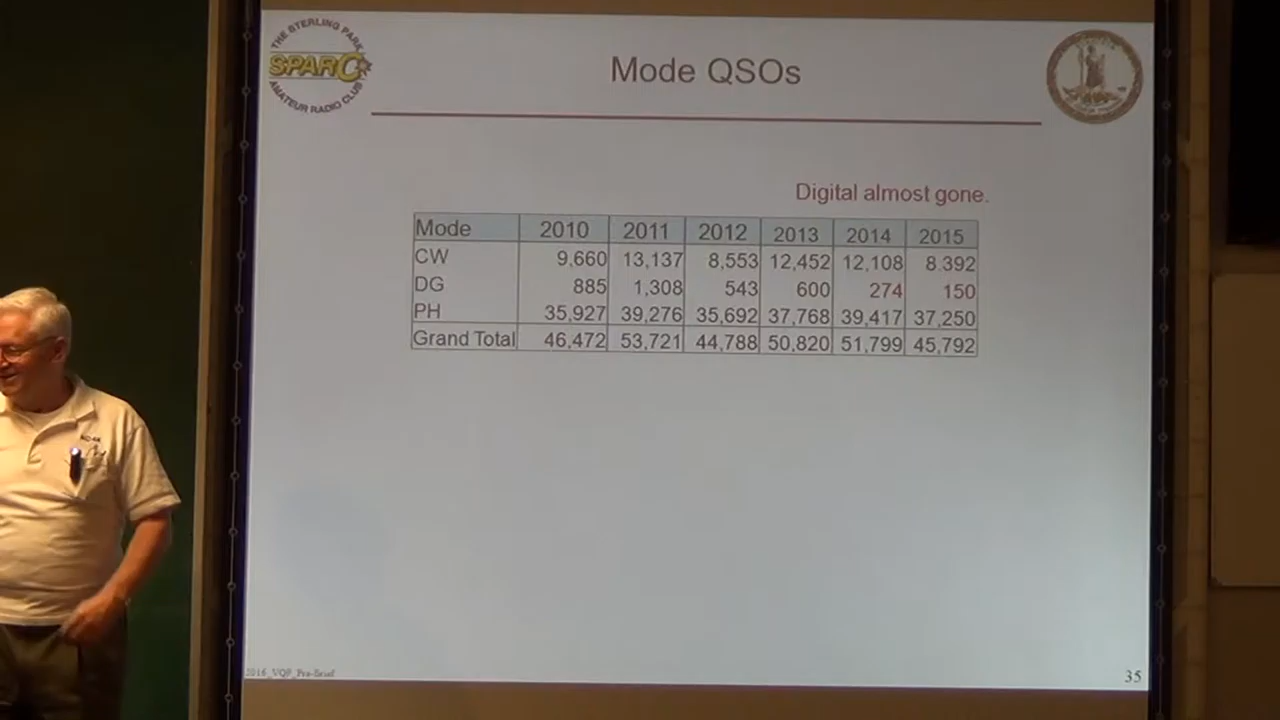 THE STERLING PARK
SPARC
AMATEUR RADIO CLUB
Mode QSOs
Digital almost gone.
Mode 2010 2011 2012 2013 2014 2015
CW 9,660 13,137 8,553 12,452 12,108 8.392
DG 885 1,308 543 600 274 150
PH 35,927 39,276 35,692 37,768 39,417 37,250
Grand Total 46,472 53,721 44,788 50,820 51,799 45,792
2016_VQP_Pre-Brief
35